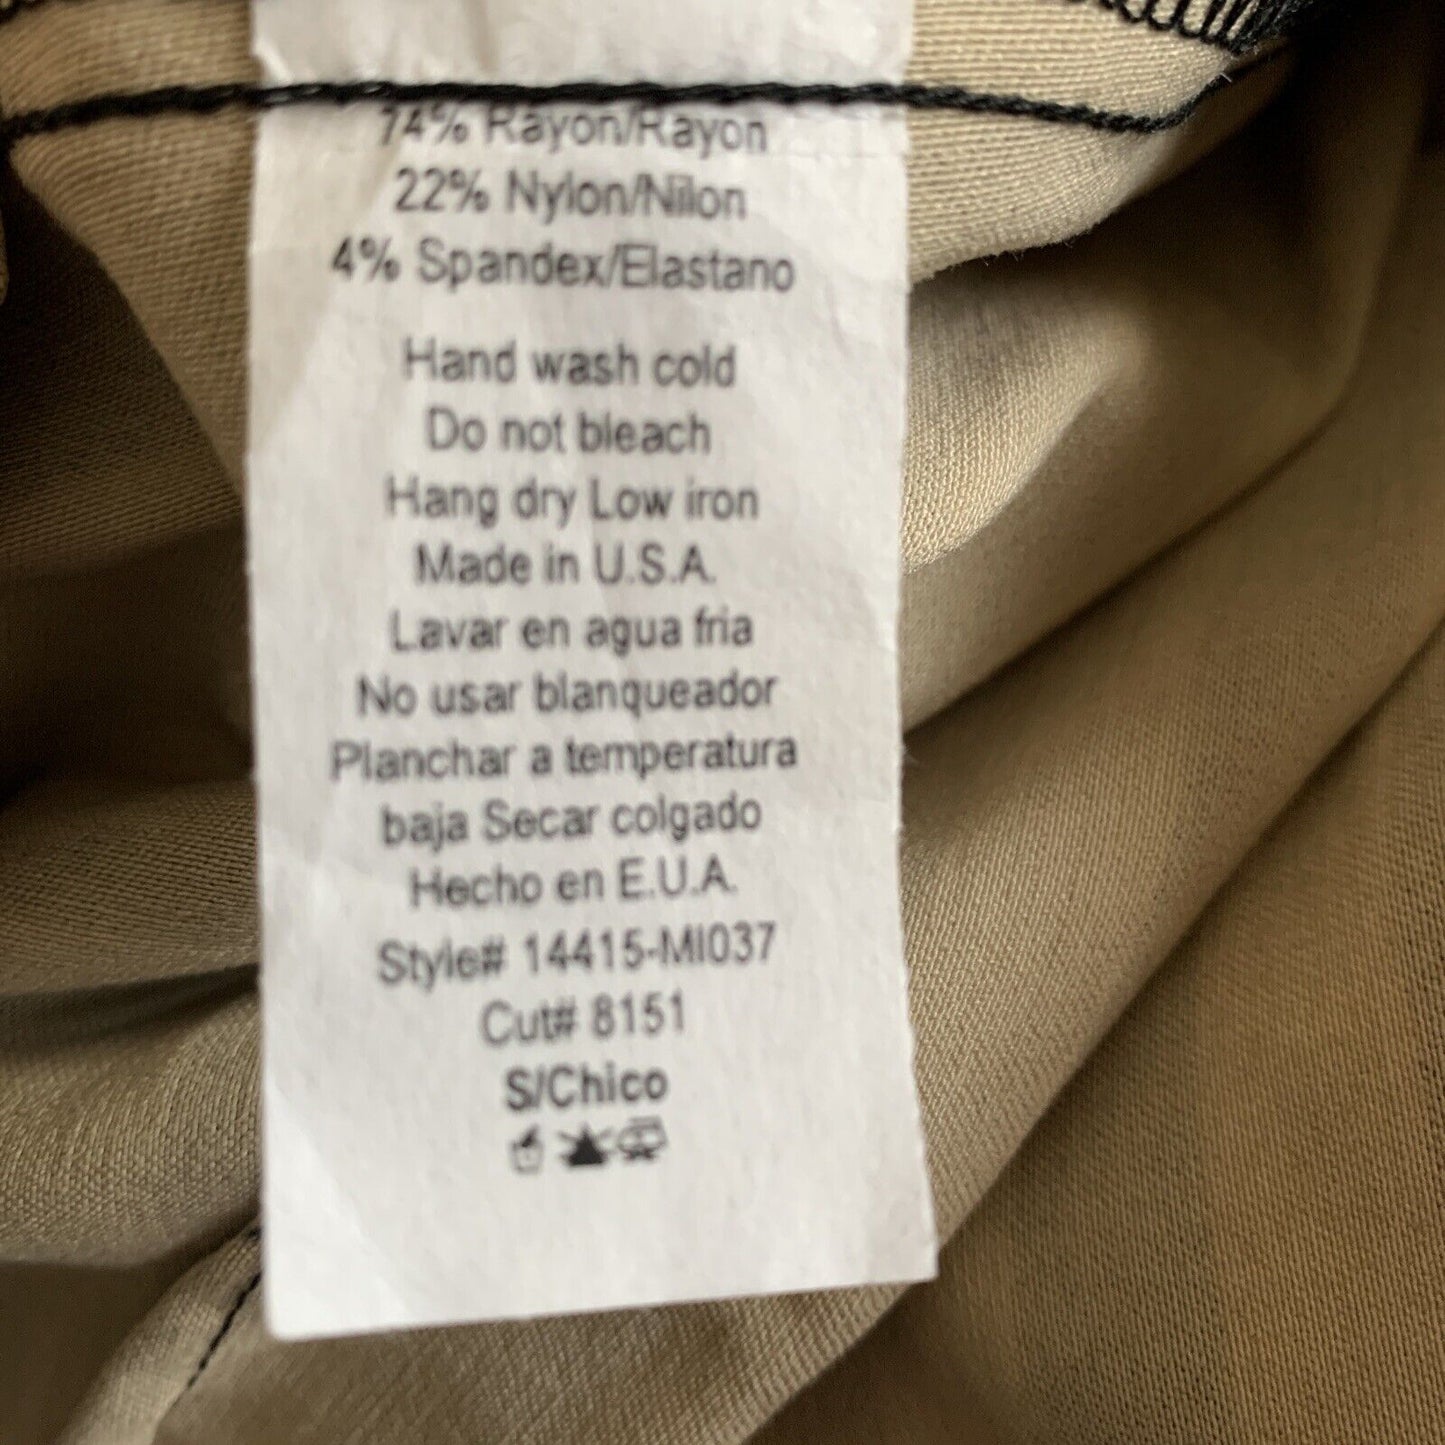 74% Rayon/Rayon
22% Nylon/Nilon
4% Spandex/Elastano
Hand wash cold
Do not bleach
Hang dry Low iron
Made in U.S.A.
Lavar en agua fria
No usar blanqueador
Planchar a temperatura
baja Secar colgado
Hecho en E.U.A.
Style# 14415-MI037
Cut# 8151
S/Chico